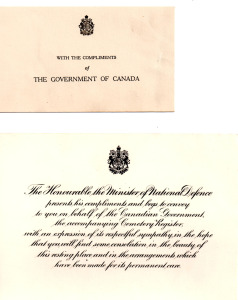 WITH THE COMPLIMENTS
of
THE GOVERNMENT OF CANADA
The Honourable the Minister of National Defence
presents his compliments and begs to convey
to you on behalf of the Canadian Government,
the accompanying Cemetery Register,
with an expression of its respectful sympathy, in the hope
that you will find some consolation in the beauty of
this resting place and in the arrangements which
have been made for its permanent care.